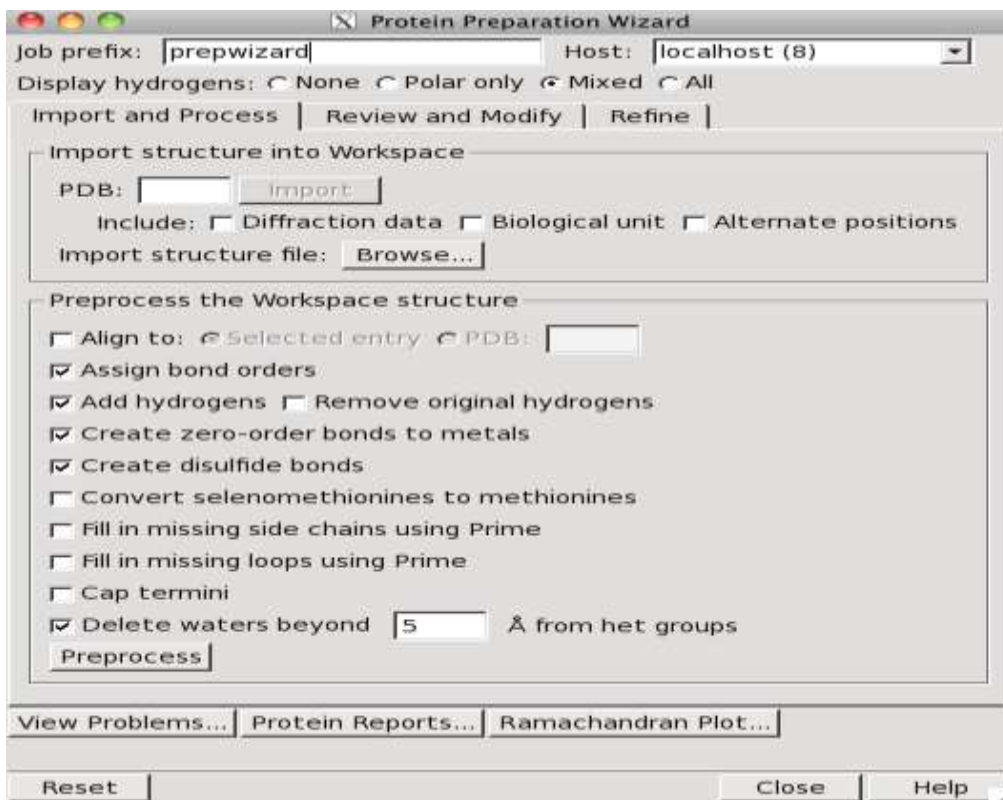 Protein Preparation Wizard
Job prefix: prepwizard Host: localhost (8)
Display hydrogens: None Polar only Mixed All
Import and Process Review and Modify Refine
Import structure into Workspace
PDB: Import
Include: Diffraction data Biological unit Alternate positions
Import structure file: Browse...
Preprocess the Workspace structure
Align to: Selected entry PDB:
Assign bond orders
Add hydrogens Remove original hydrogens
Create zero-order bonds to metals
Create disulfide bonds
Convert selenomethionines to methionines
Fill in missing side chains using Prime
Fill in missing loops using Prime
Cap termini
Delete waters beyond 5 Å from het groups
Preprocess
View Problems... Protein Reports... Ramachandran Plot...
Reset Close Help